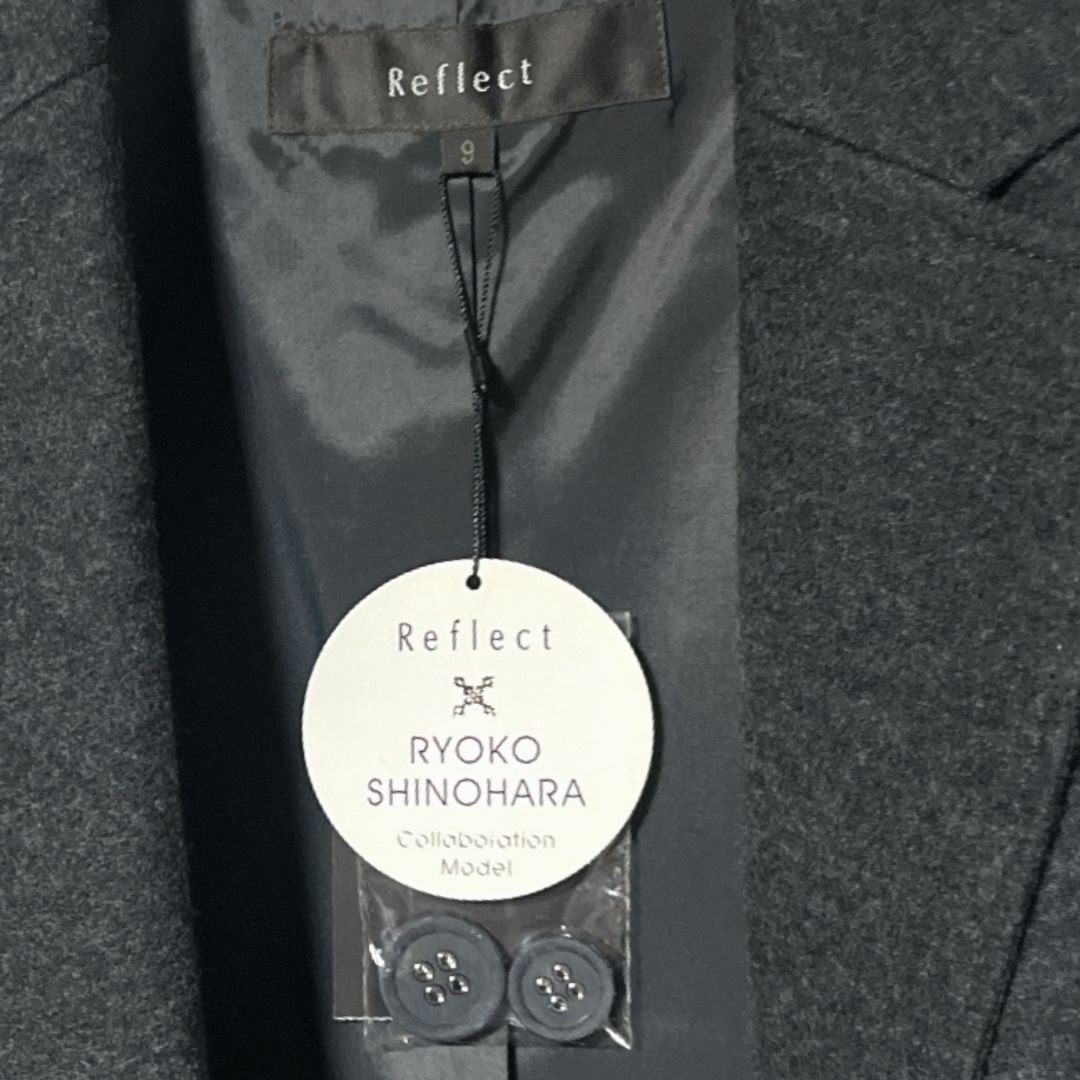 Reflect
9
Reflect
RYOKO
SHINOHARA
Collaboration
Model